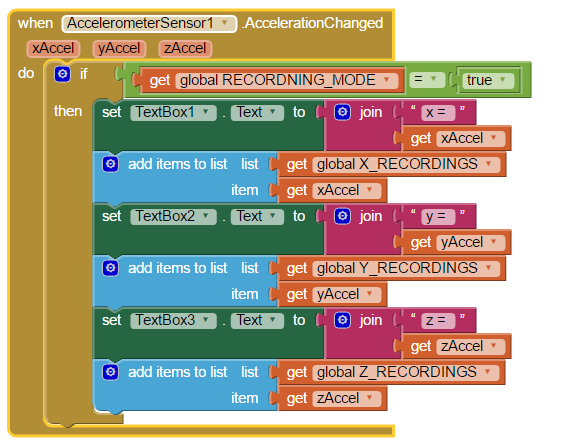 when AccelerometerSensor1 .AccelerationChanged
xAccel yAccel zAccel
do if get global RECORDNING_MODE = true
then set TextBox1 . Text to join “ x = ”
get xAccel
add items to list list get global X_RECORDINGS
item get xAccel
set TextBox2 . Text to join “ y = ”
get yAccel
add items to list list get global Y_RECORDINGS
item get yAccel
set TextBox3 . Text to join “ z = ”
get zAccel
add items to list list get global Z_RECORDINGS
item get zAccel